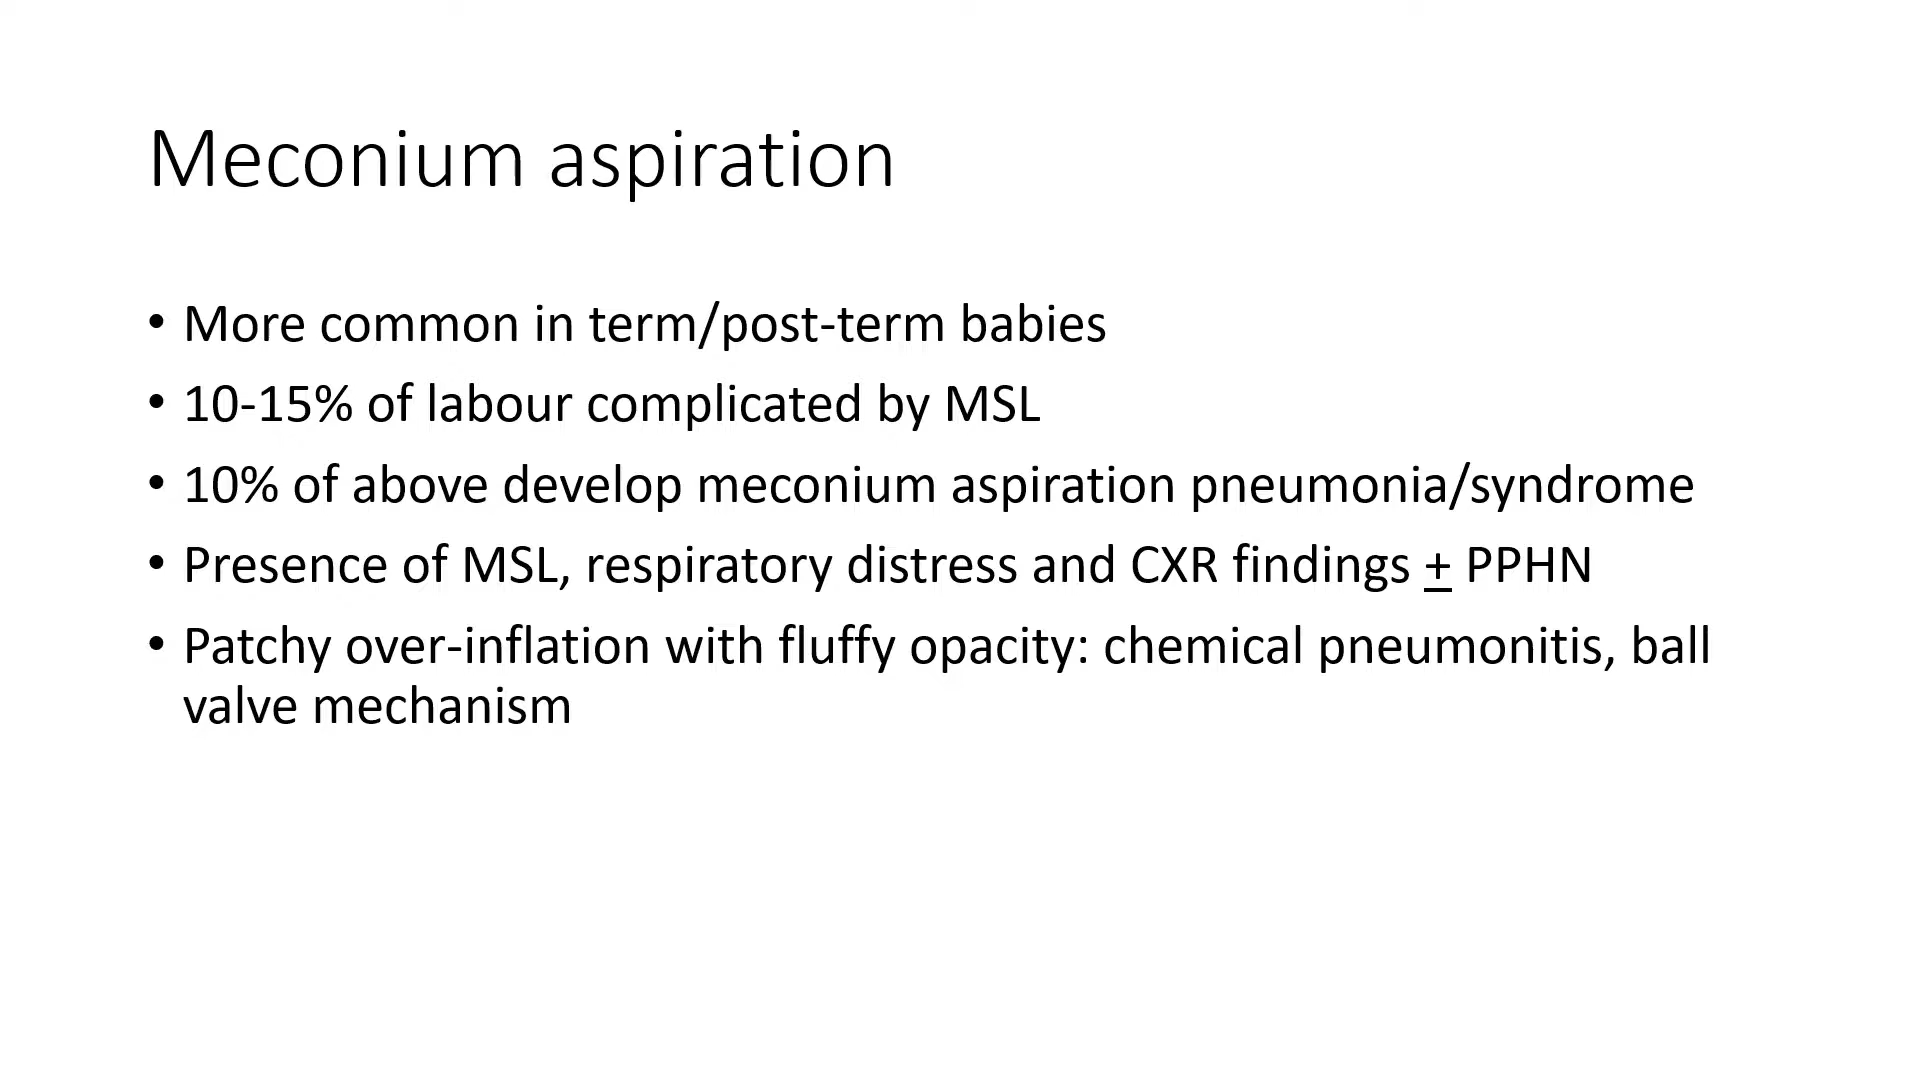 Meconium aspiration
• More common in term/post-term babies
• 10-15% of labour complicated by MSL
• 10% of above develop meconium aspiration pneumonia/syndrome
• Presence of MSL, respiratory distress and CXR findings + PPHN
• Patchy over-inflation with fluffy opacity: chemical pneumonitis, ball
valve mechanism